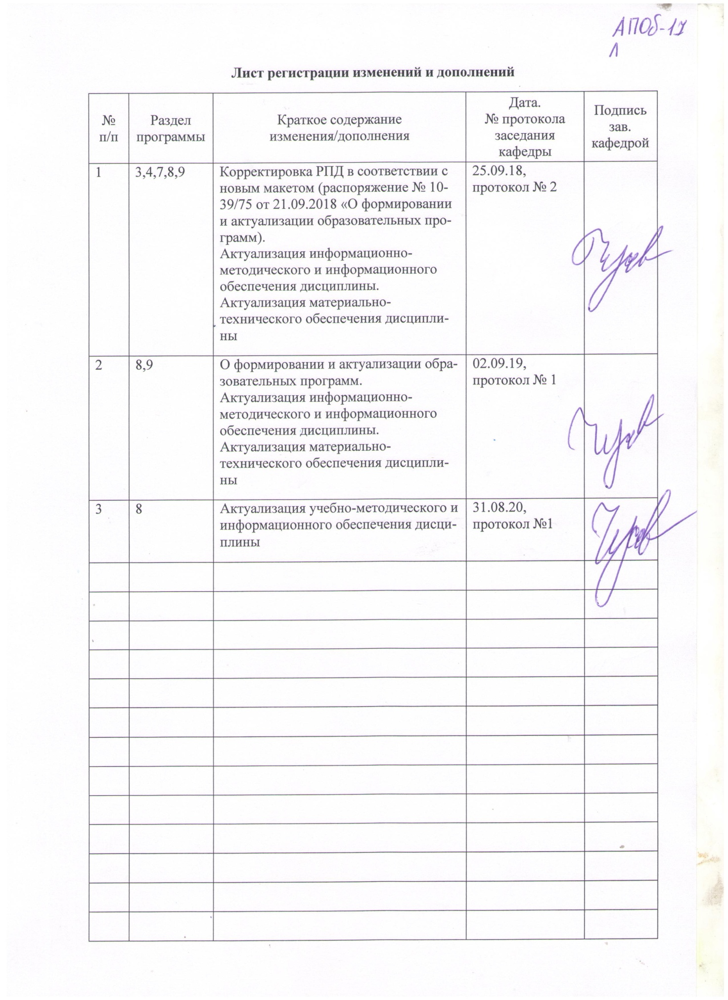 АПОб-17
Л
Лист регистрации изменений и дополнений
№
п/п
Раздел
программы
Краткое содержание
изменения/дополнения
Дата.
№ протокола
заседания
кафедры
Подпись
зав.
кафедрой
1
3,4,7,8,9
Корректировка РПД в соответствии с
новым макетом (распоряжение № 10-
39/75 от 21.09.2018 «О формировании
и актуализации образовательных про-
грамм).
Актуализация информационно-
методического и информационного
обеспечения дисциплины.
Актуализация материально-
технического обеспечения дисципли-
ны
25.09.18,
протокол № 2
2
8,9
О формировании и актуализации обра-
зовательных программ.
Актуализация информационно-
методического и информационного
обеспечения дисциплины.
Актуализация материально-
технического обеспечения дисципли-
ны
02.09.19,
протокол № 1
3
8
Актуализация учебно-методического и
информационного обеспечения дисци-
плины
31.08.20,
протокол №1